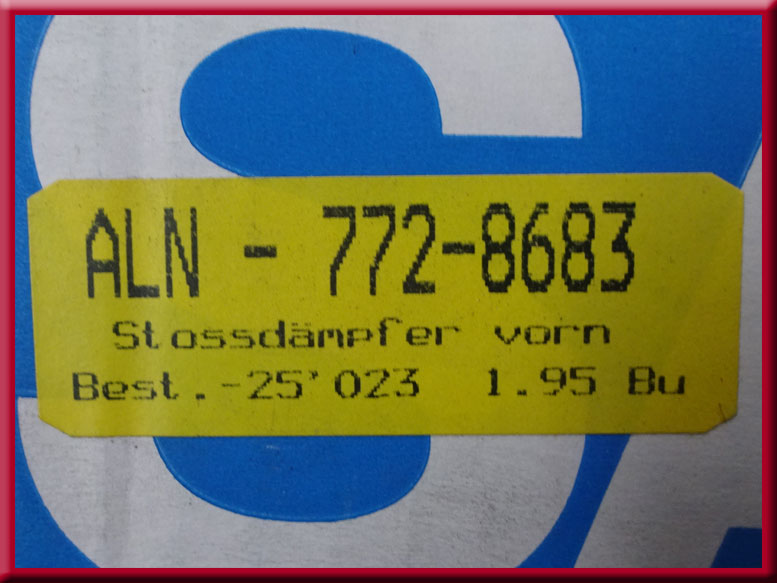 ALN - 772-8683
Stossdämpfer vorn
Best.-25'023 1.95 Bu